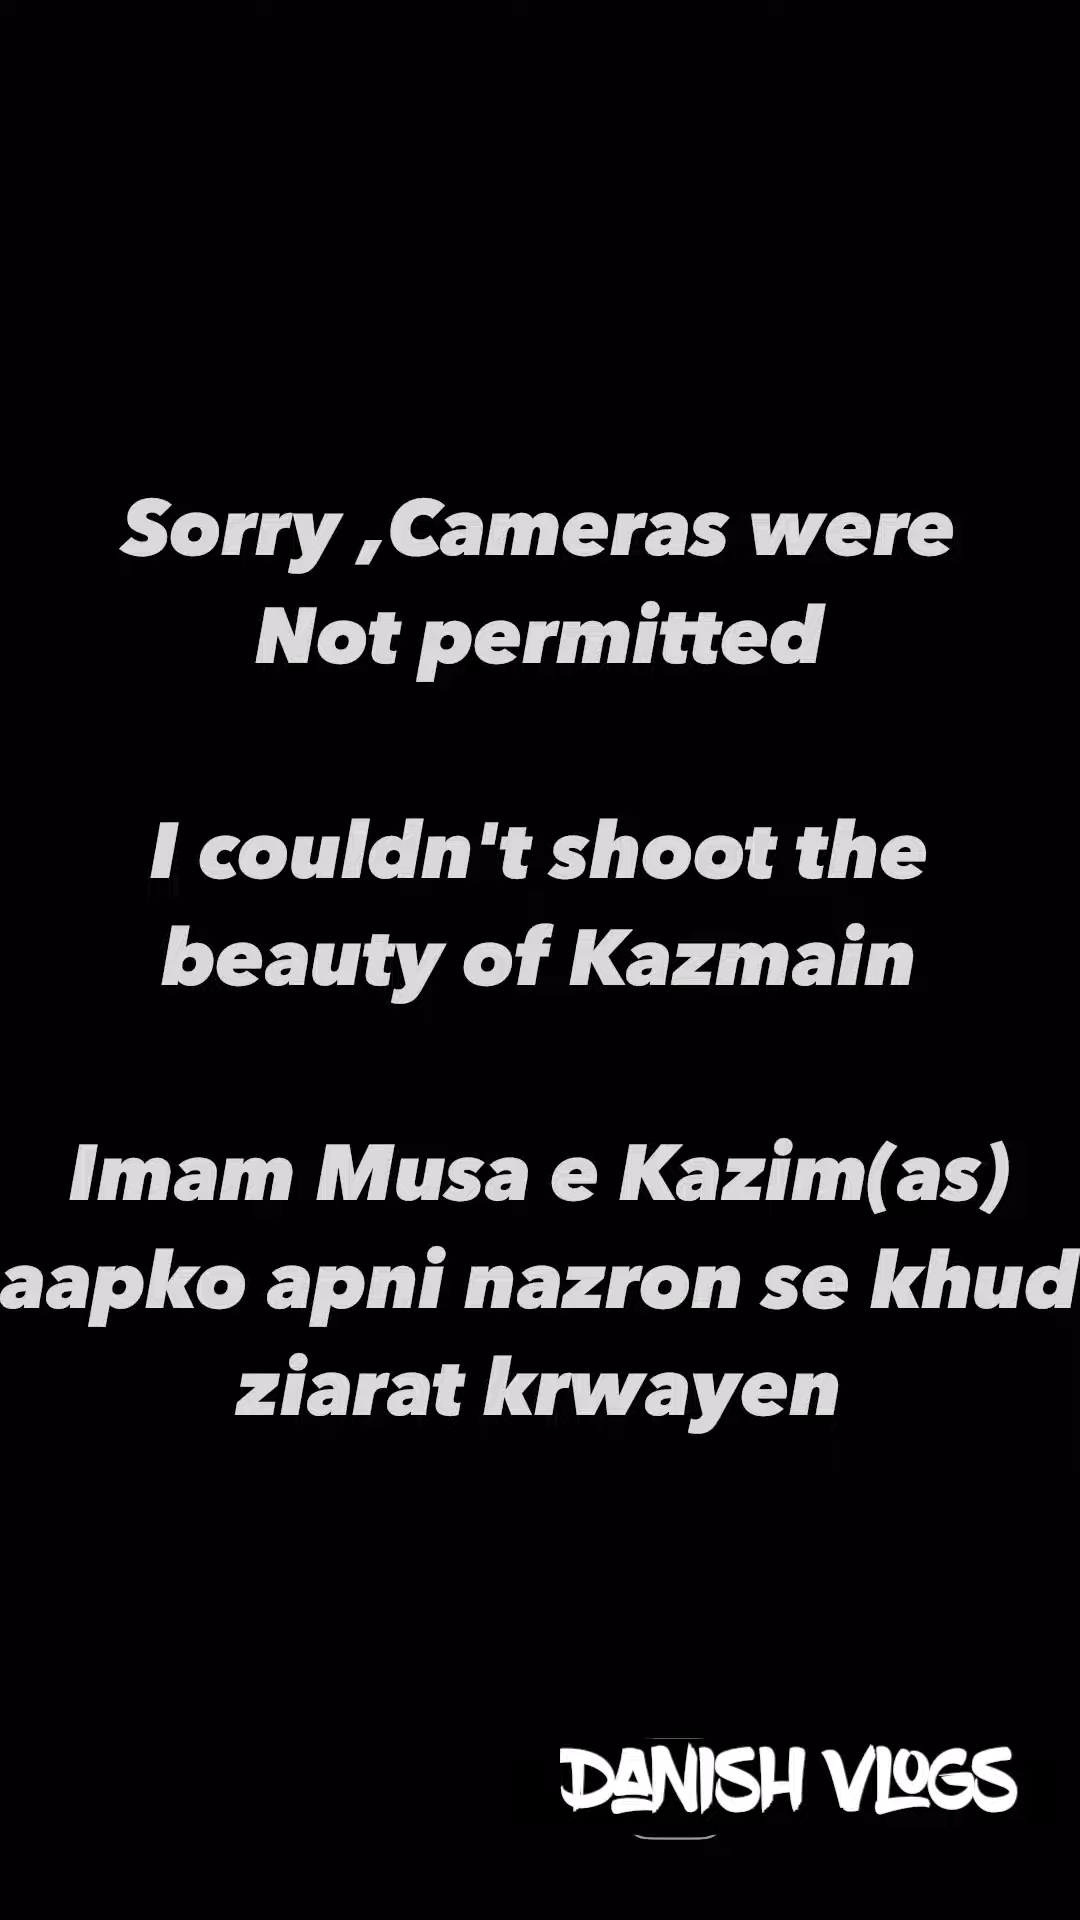 Sorry ,Cameras were
Not permitted
I couldn't shoot the
beauty of Kazmain
Imam Musa e Kazim(as)
aapko apni nazron se khud
ziarat krwayen
DANISH VLOGS